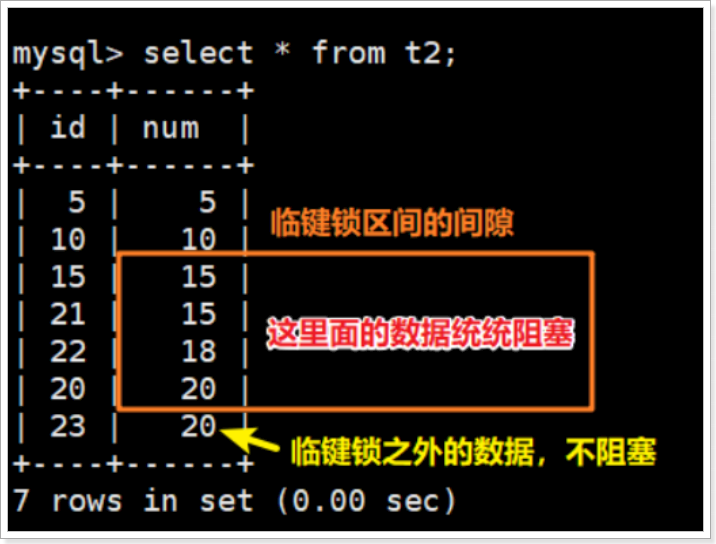 mysql> select * from t2;
+----+------+
| id | num  |
+----+------+
|  5 |    5 |
临键锁区间的间隙
| 10 |   10 |
| 15 |   15 |
| 21 |   15 |
这里面的数据统统阻塞
| 22 |   18 |
| 20 |   20 |
| 23 |   20 |
临键锁之外的数据，不阻塞
+----+------+
7 rows in set (0.00 sec)